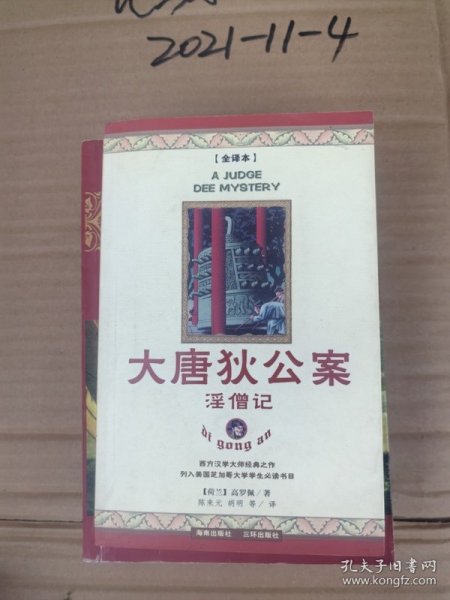 2021-11-4
【全译本】
A JUDGE
DEE MYSTERY
大唐狄公案
淫僧记
di gong an
西方汉学大师经典之作
列入美国芝加哥大学学生必读书目
【荷兰】高罗佩/著
陈来元 胡明 等/译
海南出版社 三环出版社
孔夫子旧书网
www.kongfz.com